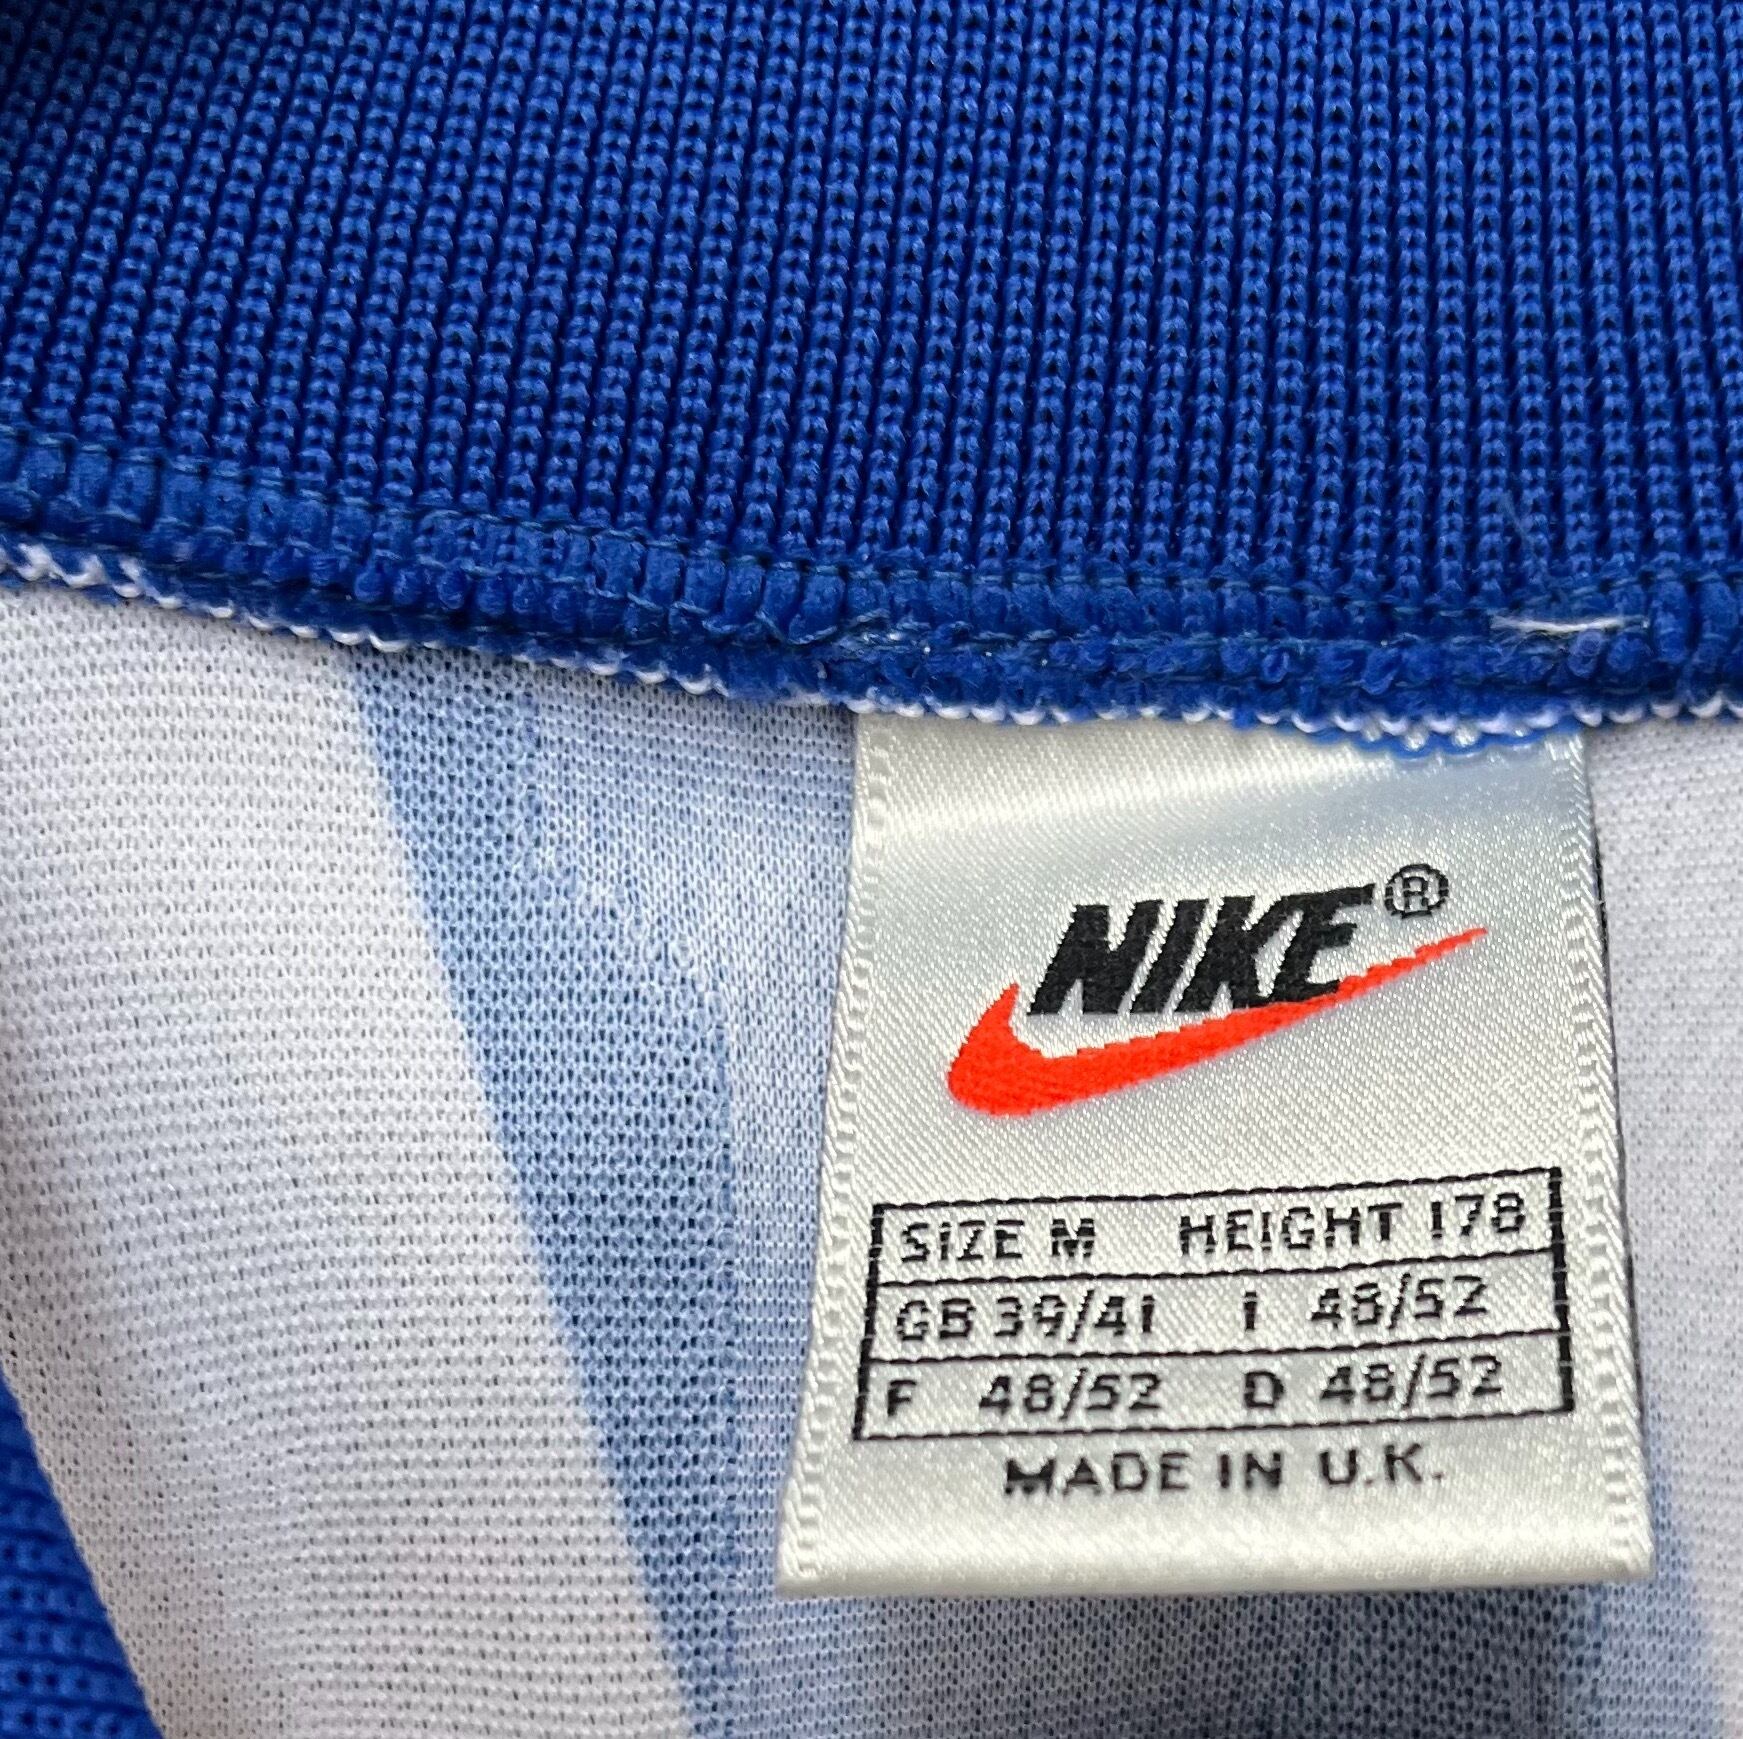 NIKE®
SIZE M HEIGHT 178
GB 39/41 I 48/52
F 48/52 D 48/52
MADE IN U.K.